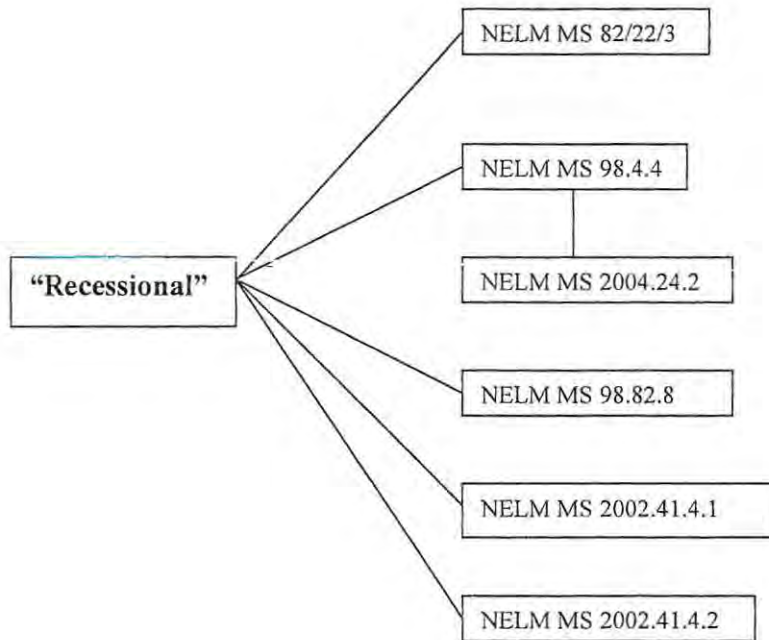 NELM MS 82/22/3
NELM MS 98.4.4
“Recessional”
NELM MS 2004.24.2
NELM MS 98.82.8
NELM MS 2002.41.4.1
NELM MS 2002.41.4.2